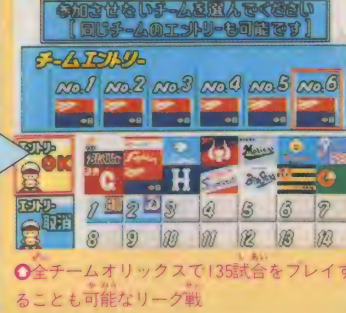 参加させないチームを選んでください
【同じチームのエントリーも可能です】
チームエントリー
No.1 No.2 No.3 No.4 No.5 No.6
エントリー
OK
G H Marines
エントリー
取消
1 2 3 4 5 6 7
8 9 10 11 12 13 14
全チームオリックスで135試合をプレイす
ることも可能なリーグ戦